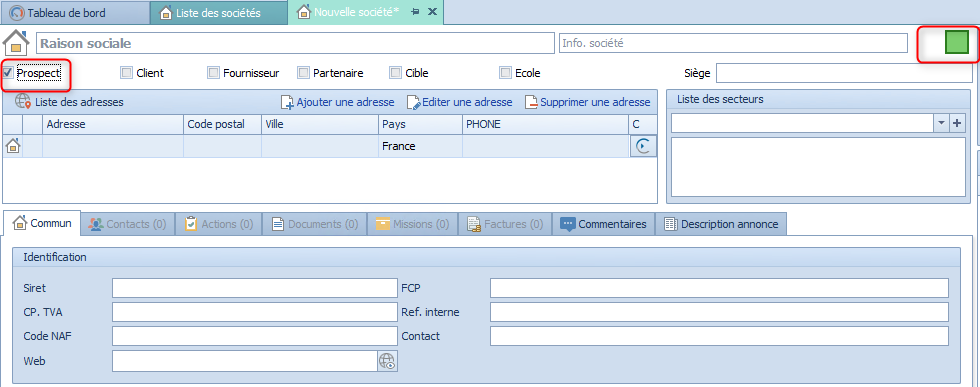 Tableau de bord Liste des sociétés Nouvelle société*
Raison sociale Info. société
Prospect Client Fournisseur Partenaire Cible Ecole Siège
Liste des adresses Ajouter une adresse Editer une adresse Supprimer une adresse Liste des secteurs
Adresse Code postal Ville Pays PHONE C
France
Commun Contacts (0) Actions (0) Documents (0) Missions (0) Factures (0) Commentaires Description annonce
Identification
Siret FCP
CP. TVA Ref. interne
Code NAF Contact
Web